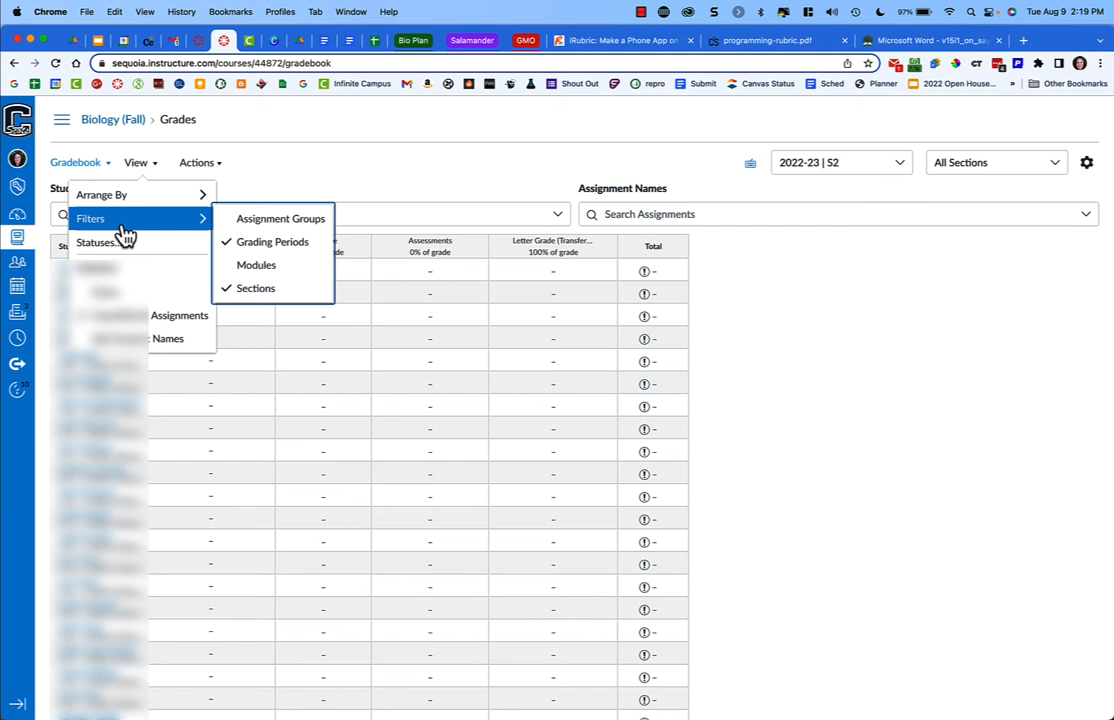 Chrome File Edit View History Bookmarks Profiles Tab Window Help 97% Tue Aug 9 2:19 PM
Bio Plan Salamander GMO iRubric: Make a Phone App on programming-rubric.pdf Microsoft Word - v15i1_on_sa
sequoia.instructure.com/courses/44872/gradebook
Infinite Campus Shout Out repro Submit Canvas Status Sched Planner 2022 Open House... » Other Bookmarks
Biology (Fall) › Grades
Gradebook View Actions 2022-23 | S2 All Sections
Assignment Names
Search Assignments
Arrange By
Filters
Statuses...
Assignments
Names
Assignment Groups
Grading Periods
Modules
Sections
Assessments
0% of grade
Letter Grade (Transfer...
100% of grade
Total